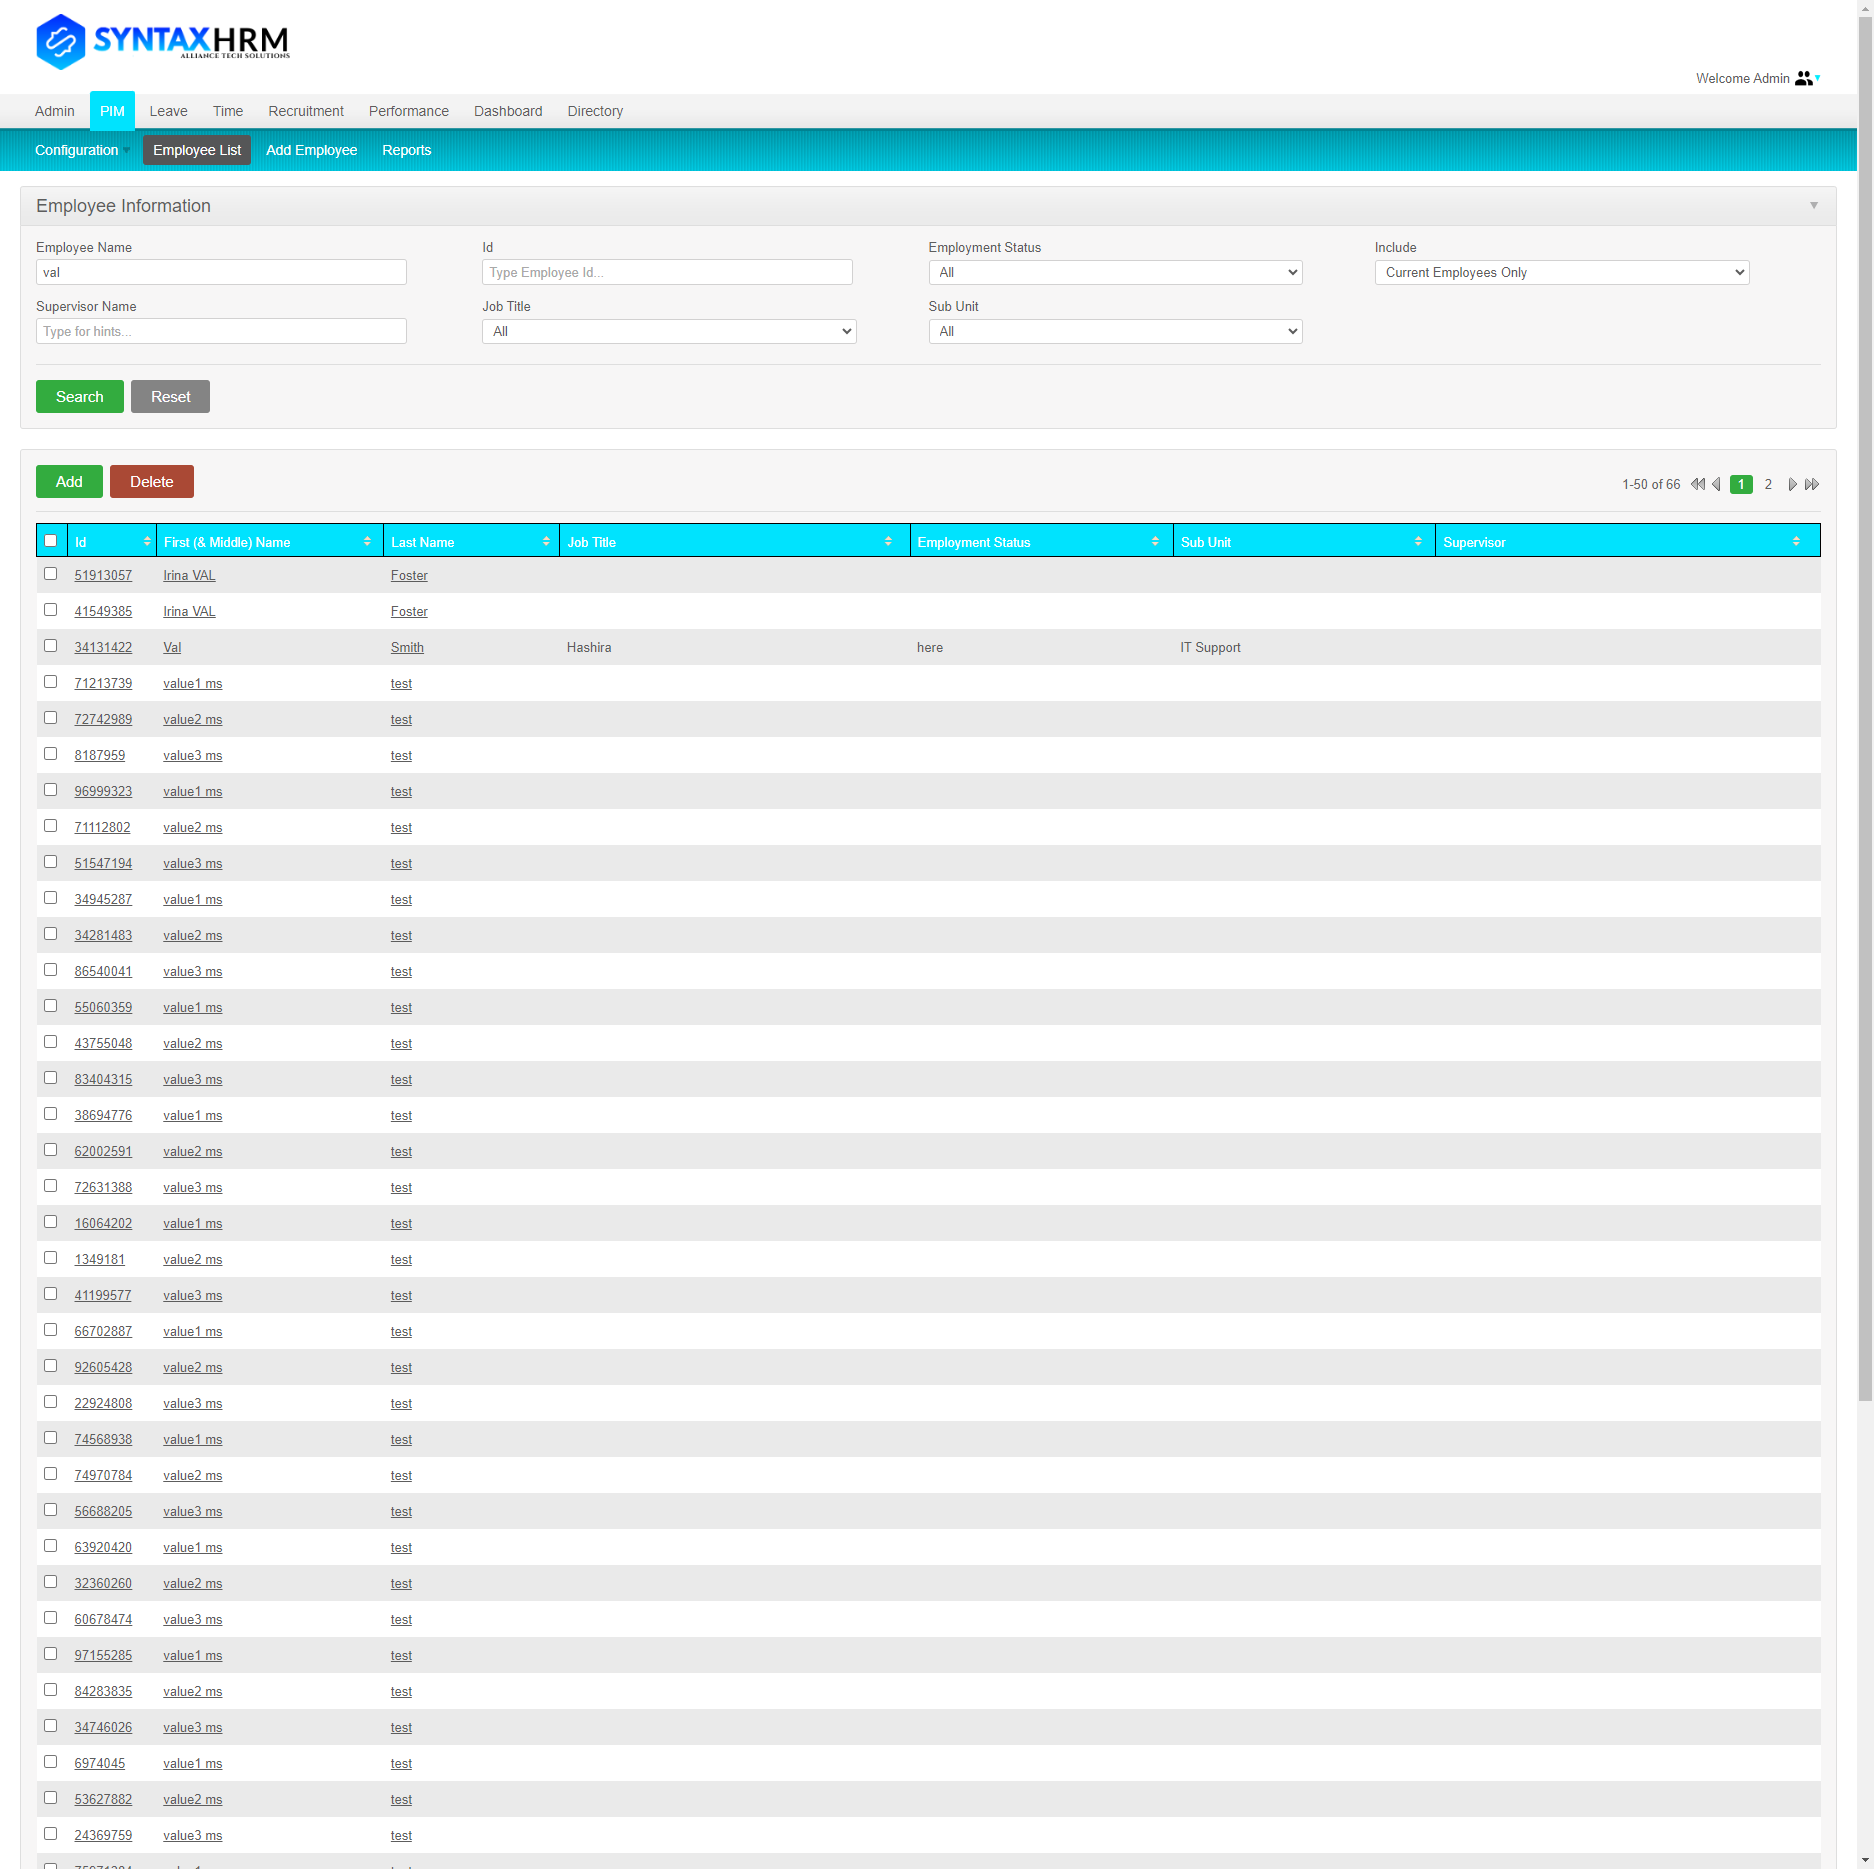 SYNTAXHRM
ALLIANCE TECH SOLUTIONS
Welcome Admin
Admin PIM Leave Time Recruitment Performance Dashboard Directory
Configuration Employee List Add Employee Reports
Employee Information
Employee Name Id Employment Status Include
val Type Employee Id... All Current Employees Only
Supervisor Name Job Title Sub Unit
Type for hints... All All
Search Reset
Add Delete 1-50 of 66 1 2
Id First (& Middle) Name Last Name Job Title Employment Status Sub Unit Supervisor
51913057 Irina VAL Foster
41549385 Irina VAL Foster
34131422 Val Smith Hashira here IT Support
71213739 value1 ms test
72742989 value2 ms test
8187959 value3 ms test
96999323 value1 ms test
71112802 value2 ms test
51547194 value3 ms test
34945287 value1 ms test
34281483 value2 ms test
86540041 value3 ms test
55060359 value1 ms test
43755048 value2 ms test
83404315 value3 ms test
38694776 value1 ms test
62002591 value2 ms test
72631388 value3 ms test
16064202 value1 ms test
1349181 value2 ms test
41199577 value3 ms test
66702887 value1 ms test
92605428 value2 ms test
22924808 value3 ms test
74568938 value1 ms test
74970784 value2 ms test
56688205 value3 ms test
63920420 value1 ms test
32360260 value2 ms test
60678474 value3 ms test
97155285 value1 ms test
84283835 value2 ms test
34746026 value3 ms test
6974045 value1 ms test
53627882 value2 ms test
24369759 value3 ms test